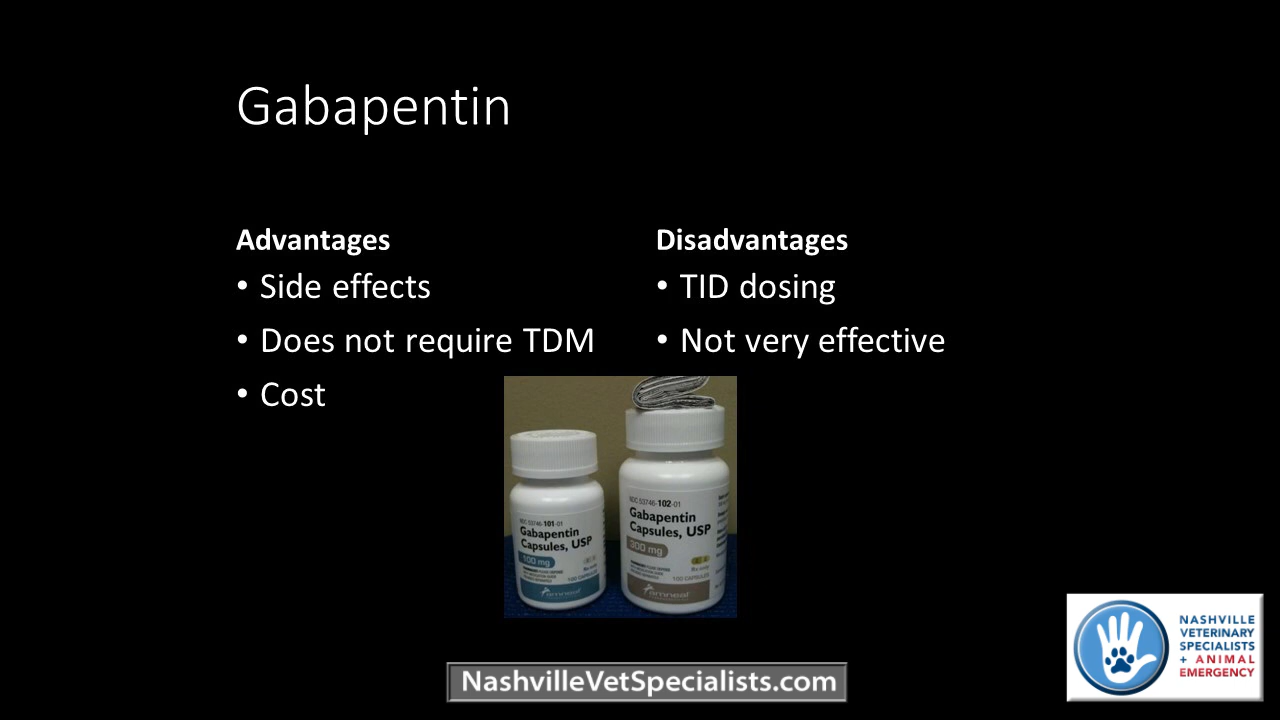 Gabapentin
Advantages
• Side effects
• Does not require TDM
• Cost
Disadvantages
• TID dosing
• Not very effective
NDC 53746-101-01
Gabapentin
Capsules, USP
100 mg
100 CAPSULES
amneal
NDC 53746-102-01
Gabapentin
Capsules, USP
300 mg
100 CAPSULES
amneal
NashvilleVetSpecialists.com
NASHVILLE
VETERINARY
SPECIALISTS
+ ANIMAL
EMERGENCY